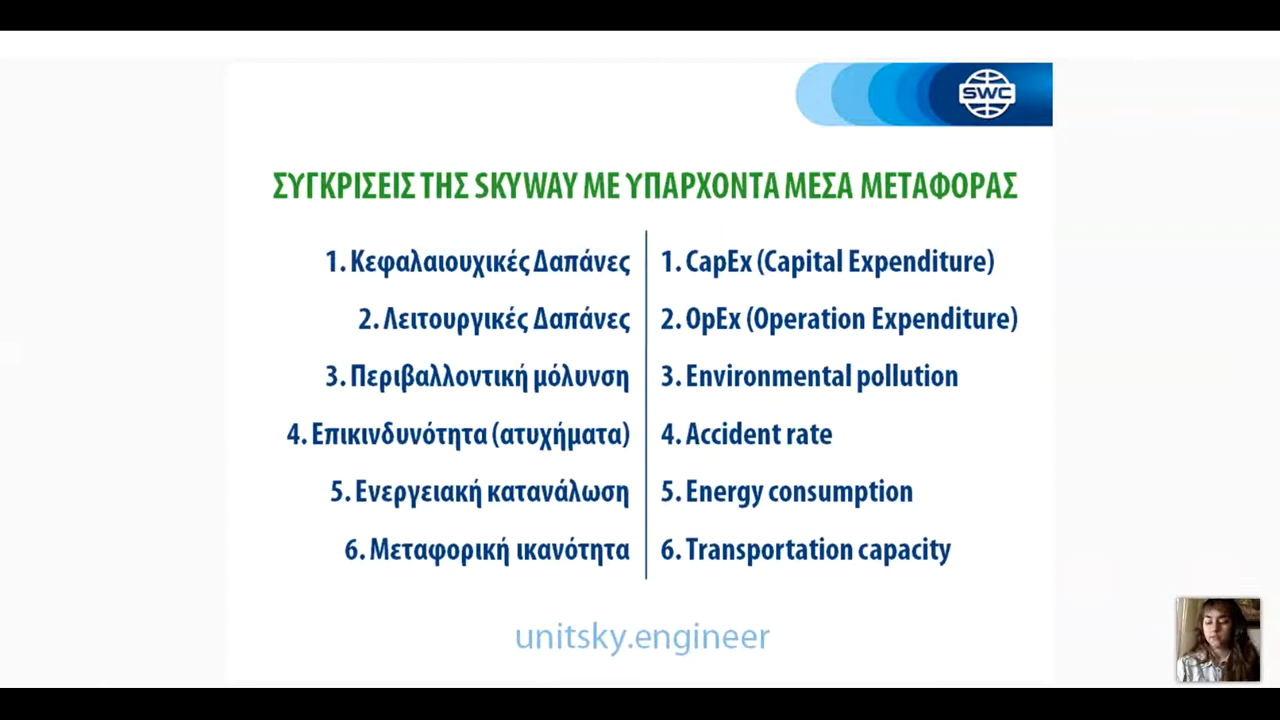 SWC
ΣΥΓΚΡΙΣΕΙΣ ΤΗΣ SKYWAY ΜΕ ΥΠΑΡΧΟΝΤΑ ΜΕΣΑ ΜΕΤΑΦΟΡΑΣ
1. Κεφαλαιουχικές Δαπάνες
2. Λειτουργικές Δαπάνες
3. Περιβαλλοντική μόλυνση
4. Επικινδυνότητα (ατυχήματα)
5. Ενεργειακή κατανάλωση
6. Μεταφορική ικανότητα
1. CapEx (Capital Expenditure)
2. OpEx (Operation Expenditure)
3. Environmental pollution
4. Accident rate
5. Energy consumption
6. Transportation capacity
unitsky.engineer